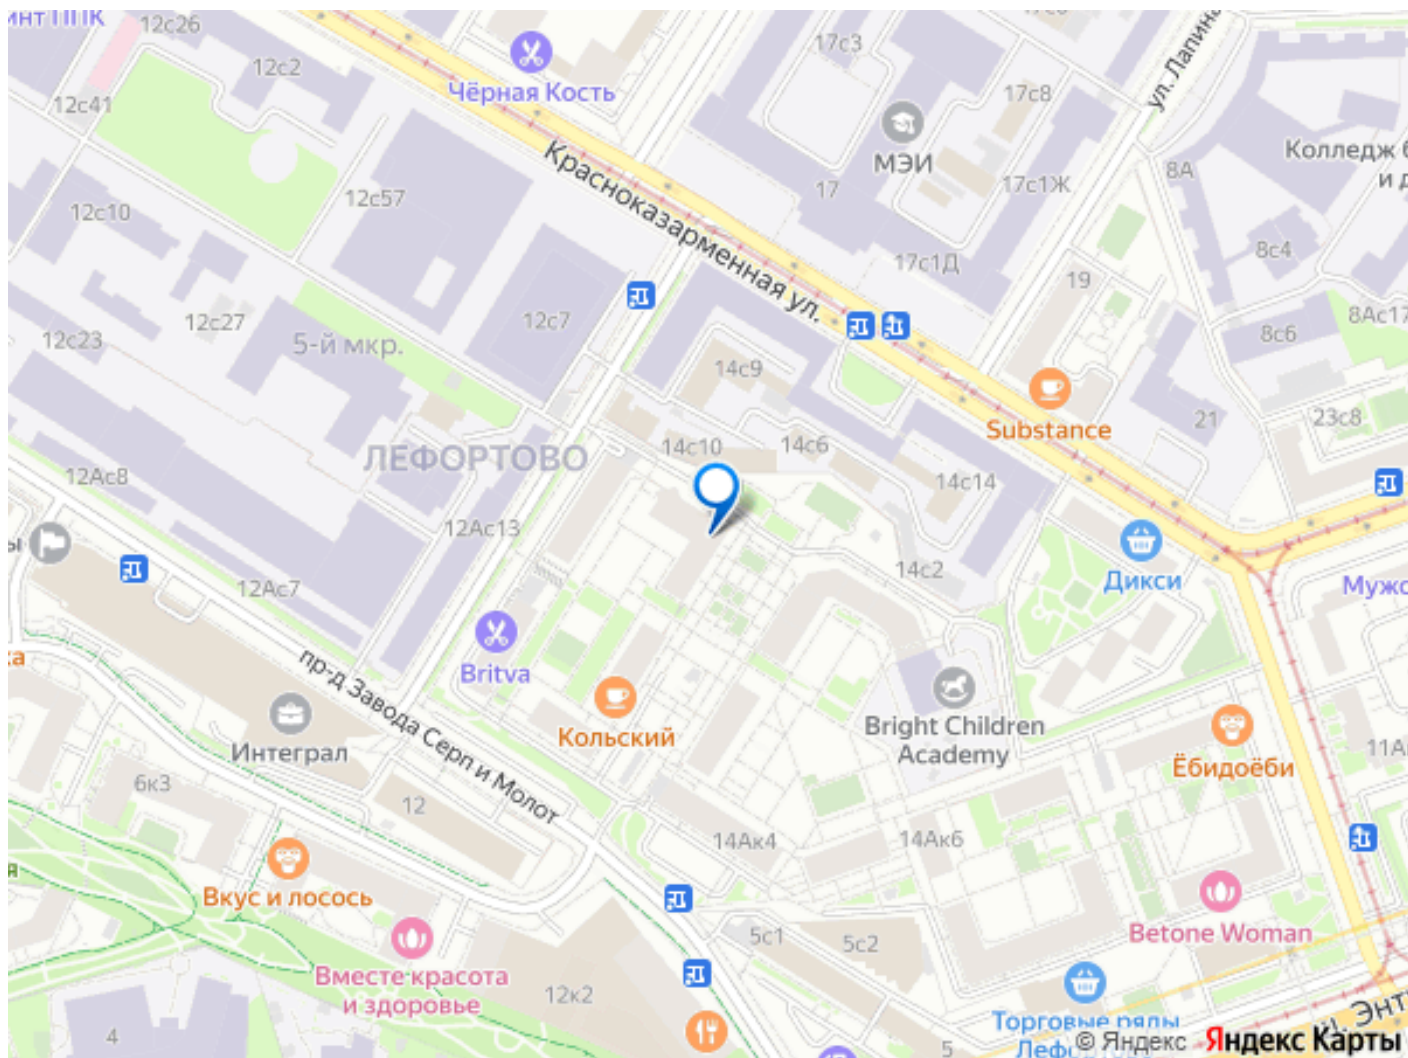 12с26
12с2
12с41
Чёрная Кость
17с3
17с8
ул. Лапина
МЭИ
17
17с1Ж
8А
Колледж
Красноказарменная ул.
12с57
12с10
8с4
17с1Д
19
12с27
12с7
12с23
5-й мкр.
8Ас17
8с6
14с9
Substance
21
23с8
ЛЕФОРТОВО
14с10
14с6
14с14
12Ас8
12Ас13
14с2
Дикси
12Ас7
Britva
пр-д Завода Серп и Молот
Кольский
Bright Children
Academy
Интеграл
Ёбидоёби
6к3
12
14Ак4
14Ак6
Вкус и лосось
5с1
5с2
Betone Woman
Вместе красота
и здоровье
12к2
4
5
Торговые ряды
© Яндекс
Яндекс Карты